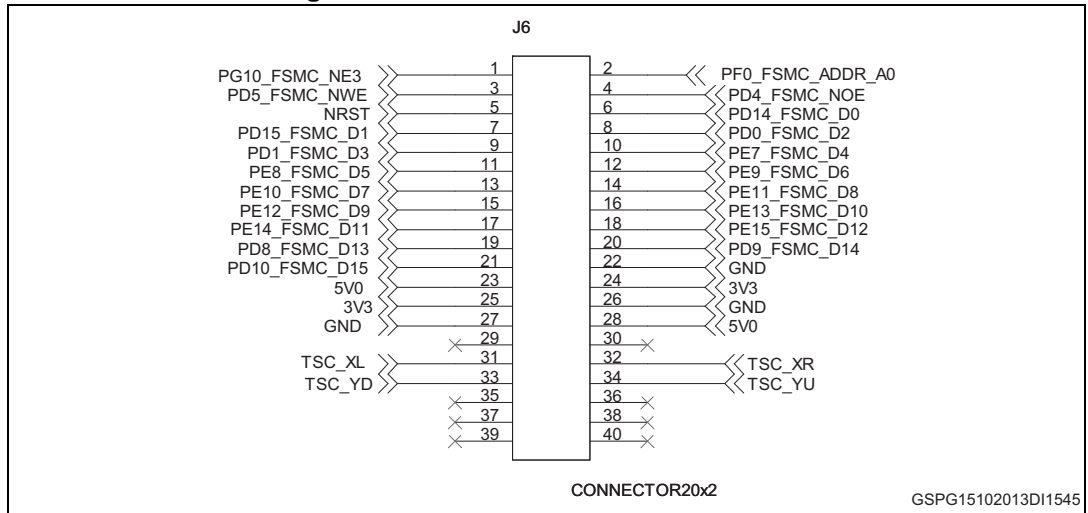 J6
PG10_FSMC_NE3 1 2 PF0_FSMC_ADDR_A0
PD5_FSMC_NWE 3 4 PD4_FSMC_NOE
NRST 5 6 PD14_FSMC_D0
PD15_FSMC_D1 7 8 PD0_FSMC_D2
PD1_FSMC_D3 9 10 PE7_FSMC_D4
PE8_FSMC_D5 11 12 PE9_FSMC_D6
PE10_FSMC_D7 13 14 PE11_FSMC_D8
PE12_FSMC_D9 15 16 PE13_FSMC_D10
PE14_FSMC_D11 17 18 PE15_FSMC_D12
PD8_FSMC_D13 19 20 PD9_FSMC_D14
PD10_FSMC_D15 21 22 GND
5V0 23 24 3V3
3V3 25 26 GND
GND 27 28 5V0
29 30
TSC_XL 31 32 TSC_XR
TSC_YD 33 34 TSC_YU
35 36
37 38
39 40
CONNECTOR20x2
GSPG15102013DI1545